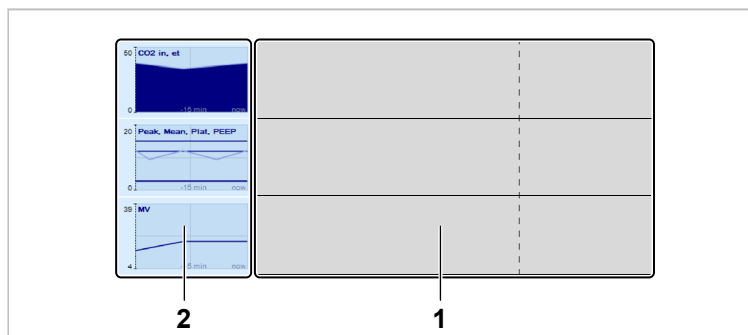 50 CO2 in, et
0 -15 min now
20 Peak, Mean, Plat, PEEP
0 -15 min now
39 MV
4 now
2 1